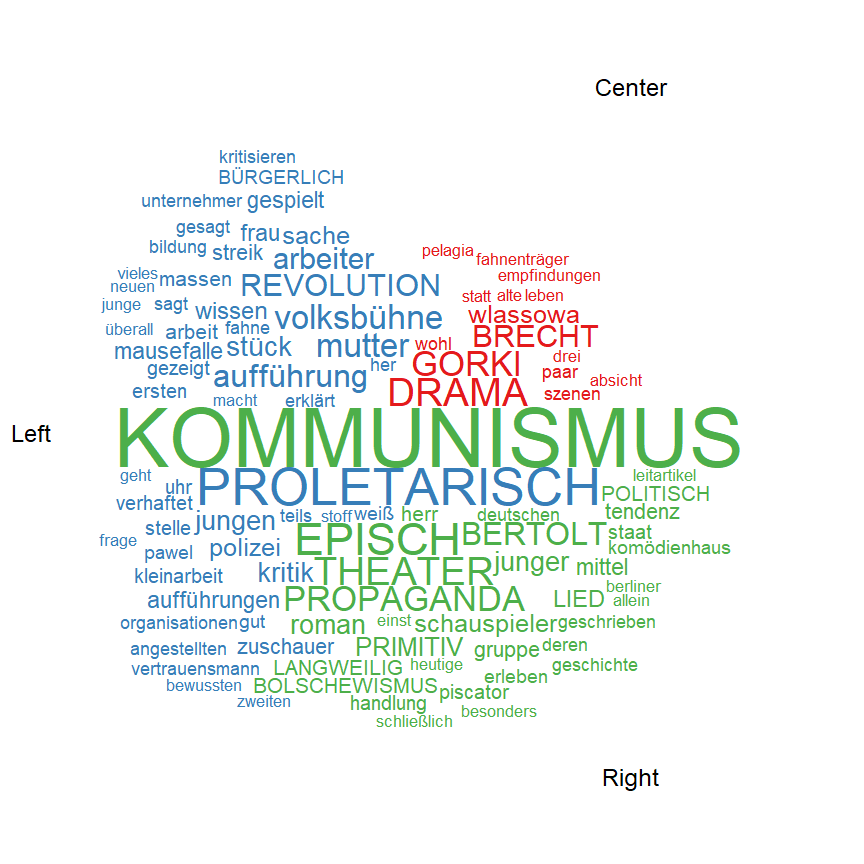 Center
kritisieren
BÜRGERLICH
unternehmer gespielt
gesagt frau sache
bildung streik arbeiter pelagia fahnenträger
vieles massen REVOLUTION empfindungen
neuen
junge sagt wissen volksbühne statt alte leben
wlassowa
überall arbeit fahne BRECHT
mausefalle stück mutter wohl
gezeigt aufführung her GORKI drei
paar absicht
ersten macht erklärt DRAMA szenen
Left KOMMUNISMUS
geht leitartikel
uhr PROLETARISCH POLITISCH
verhaftet jungen teils stoff weiß herr deutschen tendenz
stelle EPISCH BERTOLT staat
frage pawel polizei komödienhaus
kleinarbeit kritik THEATER junger mittel
berliner
aufführungen PROPAGANDA LIED allein
organisationen gut roman einst schauspieler geschrieben
angestellten zuschauer PRIMITIV gruppe deren
vertrauensmann LANGWEILIG heutige erleben geschichte
bewussten BOLSCHEWISMUS piscator
zweiten handlung besonders
schließlich
Right